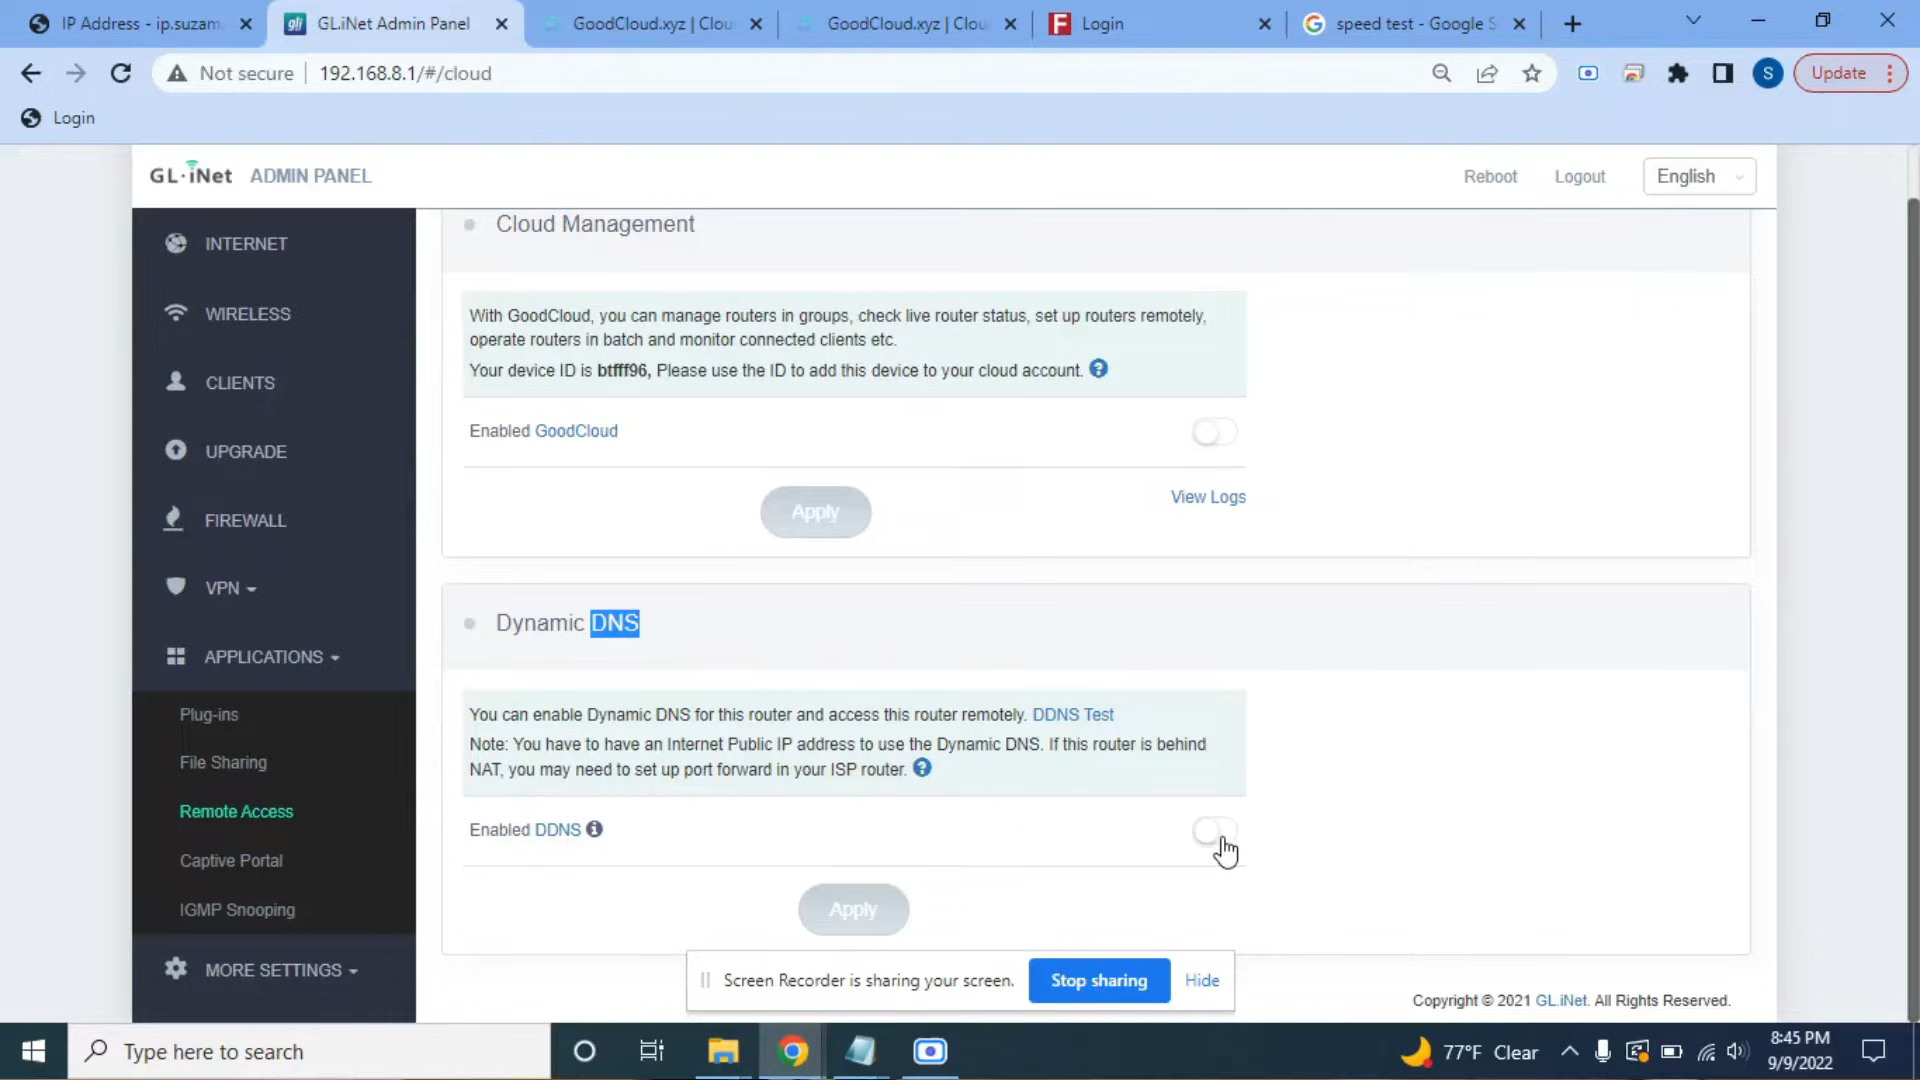 IP Address - ip.suzam
GL.iNet Admin Panel
GoodCloud.xyz | Clou
GoodCloud.xyz | Clou
Login
speed test - Google S
Not secure
192.168.8.1/#/cloud
S
Update
Login
GL·iNet ADMIN PANEL
Reboot
Logout
English
INTERNET
WIRELESS
CLIENTS
UPGRADE
FIREWALL
VPN
APPLICATIONS
Plug-ins
File Sharing
Remote Access
Captive Portal
IGMP Snooping
MORE SETTINGS
Cloud Management
With GoodCloud, you can manage routers in groups, check live router status, set up routers remotely,
operate routers in batch and monitor connected clients etc.
Your device ID is btfff96, Please use the ID to add this device to your cloud account.
Enabled GoodCloud
View Logs
Apply
Dynamic DNS
You can enable Dynamic DNS for this router and access this router remotely. DDNS Test
Note: You have to have an Internet Public IP address to use the Dynamic DNS. If this router is behind
NAT, you may need to set up port forward in your ISP router.
Enabled DDNS
Apply
Screen Recorder is sharing your screen.
Stop sharing
Hide
Copyright © 2021 GL.iNet. All Rights Reserved.
Type here to search
77°F Clear
8:45 PM
9/9/2022